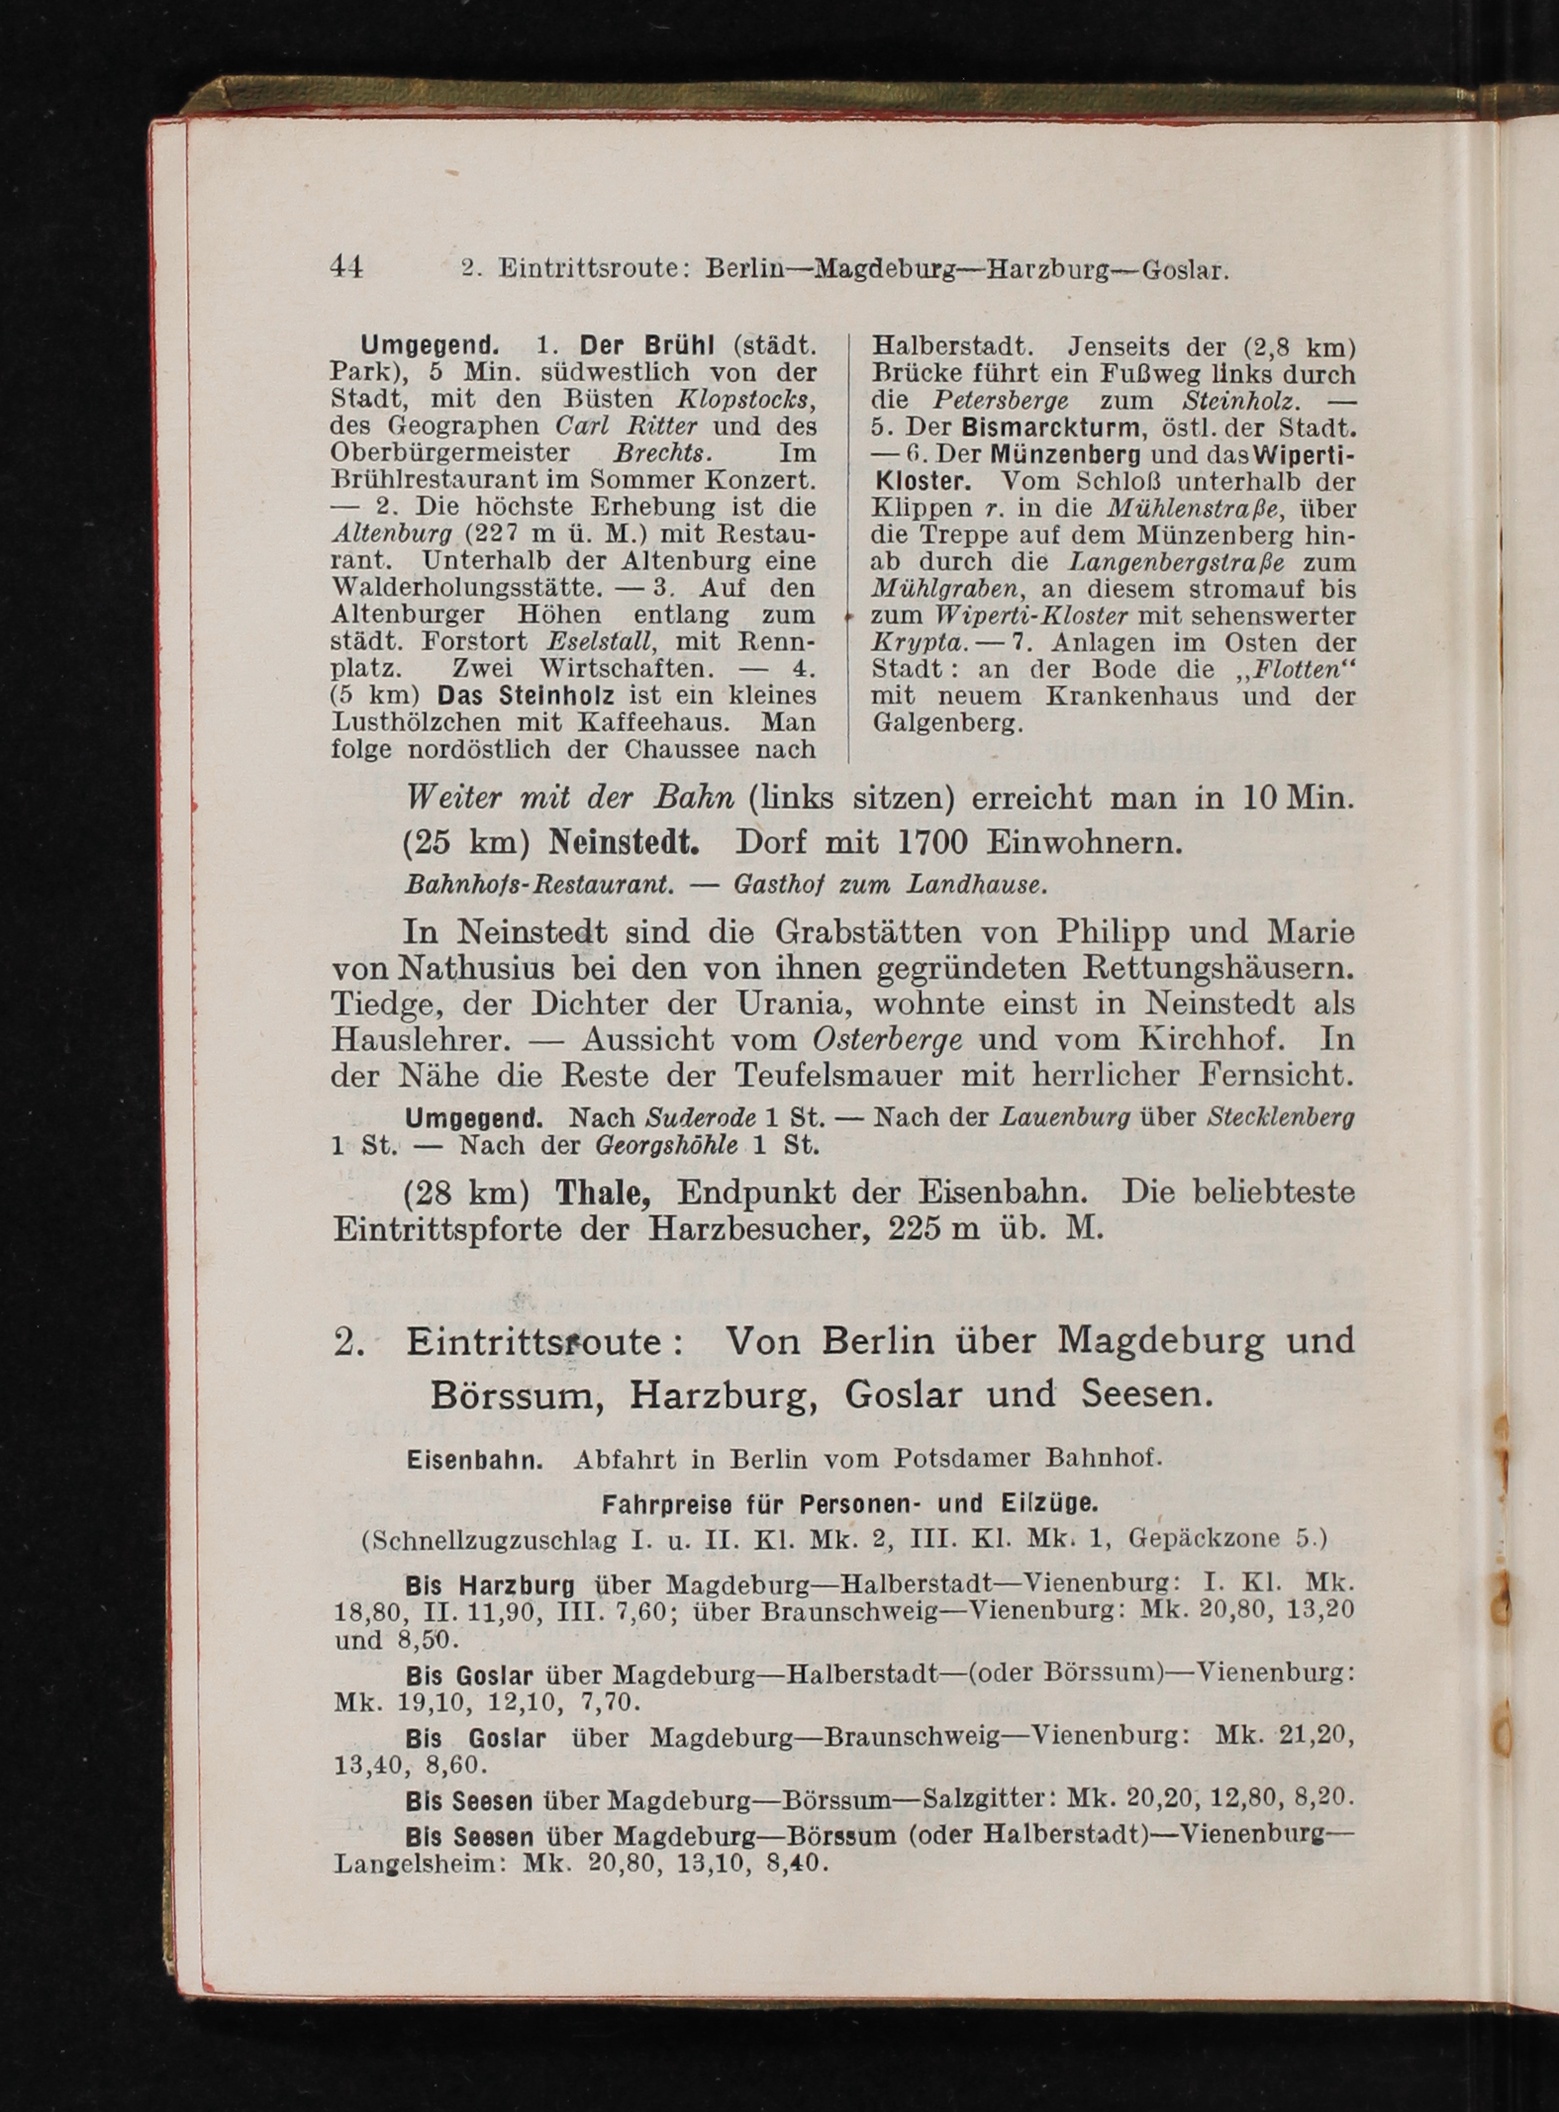 44 2. Eintrittsroute: Berlin—Magdeburg—Harzburg—Goslar.
Umgegend. 1. Der Brühl (städt.
Park), 5 Min. südwestlich von der
Stadt, mit den Büsten Klopstocks,
des Geographen Carl Ritter und des
Oberbürgermeister Brechts. Im
Brühlrestaurant im Sommer Konzert.
— 2. Die höchste Erhebung ist die
Altenburg (227 m ü. M.) mit Restau-
rant. Unterhalb der Altenburg eine
Walderholungsstätte. — 3. Auf den
Altenburger Höhen entlang zum
städt. Forstort Eselstall, mit Renn-
platz. Zwei Wirtschaften. — 4.
(5 km) Das Steinholz ist ein kleines
Lusthölzchen mit Kaffeehaus. Man
folge nordöstlich der Chaussee nach
Halberstadt. Jenseits der (2,8 km)
Brücke führt ein Fußweg links durch
die Petersberge zum Steinholz. —
5. Der Bismarckturm, östl. der Stadt.
— 6. Der Münzenberg und das Wiperti-
Kloster. Vom Schloß unterhalb der
Klippen r. in die Mühlenstraße, über
die Treppe auf dem Münzenberg hin-
ab durch die Langenbergstraße zum
Mühlgraben, an diesem stromauf bis
zum Wiperti-Kloster mit sehenswerter
Krypta. — 7. Anlagen im Osten der
Stadt: an der Bode die „Flotten“
mit neuem Krankenhaus und der
Galgenberg.
Weiter mit der Bahn (links sitzen) erreicht man in 10 Min.
(25 km) Neinstedt. Dorf mit 1700 Einwohnern.
Bahnhofs-Restaurant. — Gasthof zum Landhause.
In Neinstedt sind die Grabstätten von Philipp und Marie
von Nathusius bei den von ihnen gegründeten Rettungshäusern.
Tiedge, der Dichter der Urania, wohnte einst in Neinstedt als
Hauslehrer. — Aussicht vom Osterberge und vom Kirchhof. In
der Nähe die Reste der Teufelsmauer mit herrlicher Fernsicht.
Umgegend. Nach Suderode 1 St. — Nach der Lauenburg über Stecklenberg
1 St. — Nach der Georgshöhle 1 St.
(28 km) Thale, Endpunkt der Eisenbahn. Die beliebteste
Eintrittspforte der Harzbesucher, 225 m üb. M.
2. Eintrittsroute: Von Berlin über Magdeburg und
Börssum, Harzburg, Goslar und Seesen.
Eisenbahn. Abfahrt in Berlin vom Potsdamer Bahnhof.
Fahrpreise für Personen- und Eilzüge.
(Schnellzugzuschlag I. u. II. Kl. Mk. 2, III. Kl. Mk. 1, Gepäckzone 5.)
Bis Harzburg über Magdeburg—Halberstadt—Vienenburg: I. Kl. Mk.
18,80, II. 11,90, III. 7,60; über Braunschweig—Vienenburg: Mk. 20,80, 13,20
und 8,50.
Bis Goslar über Magdeburg—Halberstadt—(oder Börssum)—Vienenburg:
Mk. 19,10, 12,10, 7,70.
Bis Goslar über Magdeburg—Braunschweig—Vienenburg: Mk. 21,20,
13,40, 8,60.
Bis Seesen über Magdeburg—Börssum—Salzgitter: Mk. 20,20, 12,80, 8,20.
Bis Seesen über Magdeburg—Börssum (oder Halberstadt)—Vienenburg—
Langelsheim: Mk. 20,80, 13,10, 8,40.